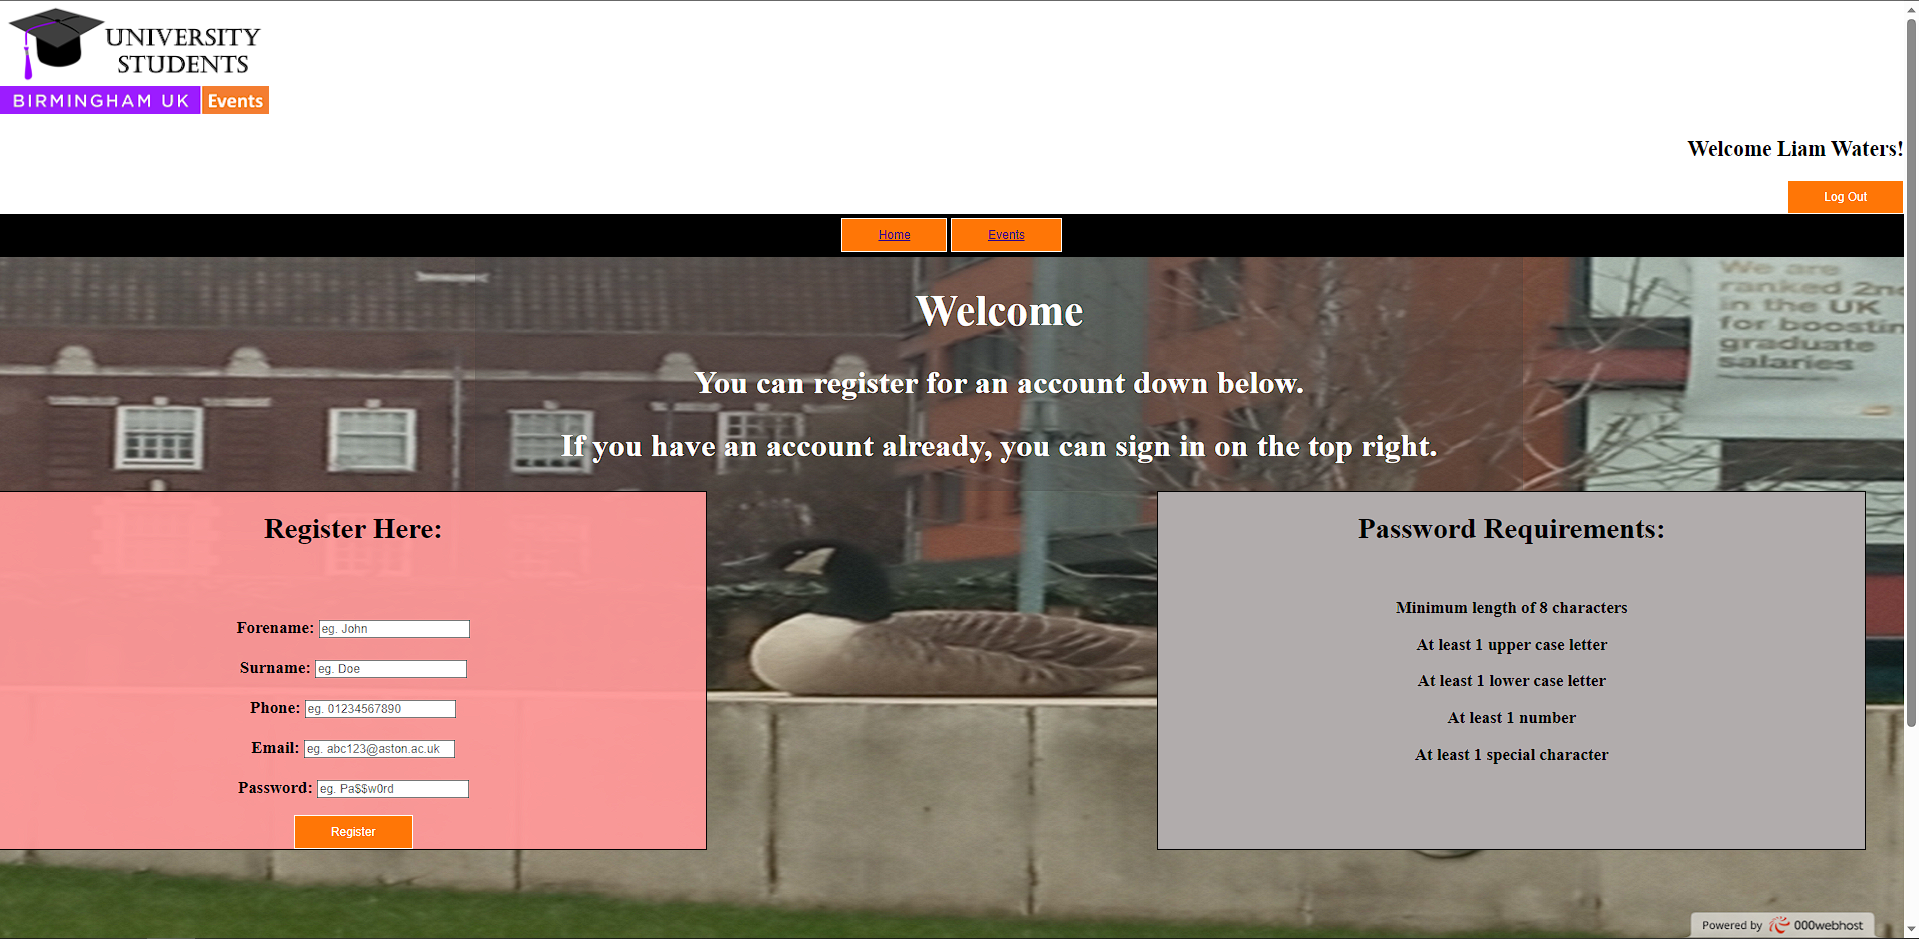 UNIVERSITY
STUDENTS
BIRMINGHAM UK Events
Welcome Liam Waters!
Log Out
Home Events
We are
ranked 2nd
in the UK
for boostin
graduate
salaries
Welcome
You can register for an account down below.
If you have an account already, you can sign in on the top right.
Register Here:
Forename: eg. John
Surname: eg. Doe
Phone: eg. 01234567890
Email: eg. abc123@aston.ac.uk
Password: eg. Pa$$w0rd
Register
Password Requirements:
Minimum length of 8 characters
At least 1 upper case letter
At least 1 lower case letter
At least 1 number
At least 1 special character
Powered by 000webhost